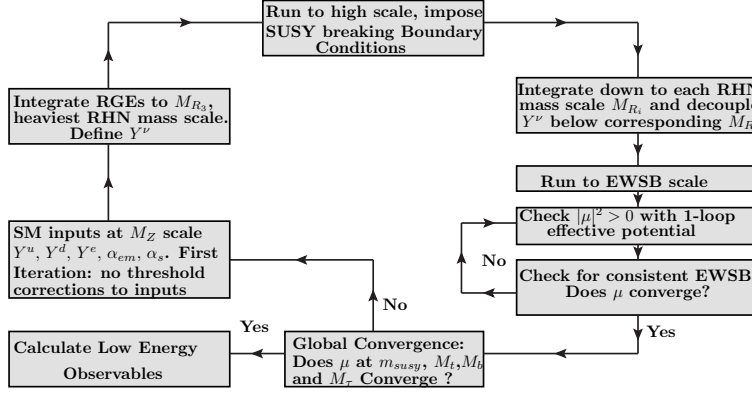 Run to high scale, impose
SUSY breaking Boundary
Conditions
Integrate RGEs to $M_{R_3}$,
heaviest RHN mass scale.
Define $Y^ν$
Integrate down to each RHN
mass scale $M_{R_i}$ and decouple
$Y^ν$ below corresponding $M_R$
Run to EWSB scale
SM inputs at $M_Z$ scale
$Y^u$, $Y^d$, $Y^e$, $α_{em}$, $α_s$. First
Iteration: no threshold
corrections to inputs
Check $|μ|^2 > 0$ with 1-loop
effective potential
No
Check for consistent EWSB
Does μ converge?
No
Yes
Yes
Calculate Low Energy
Observables
Global Convergence:
Does μ at $m_{susy}$, $M_t$,$M_b$
and $M_τ$ Converge ?